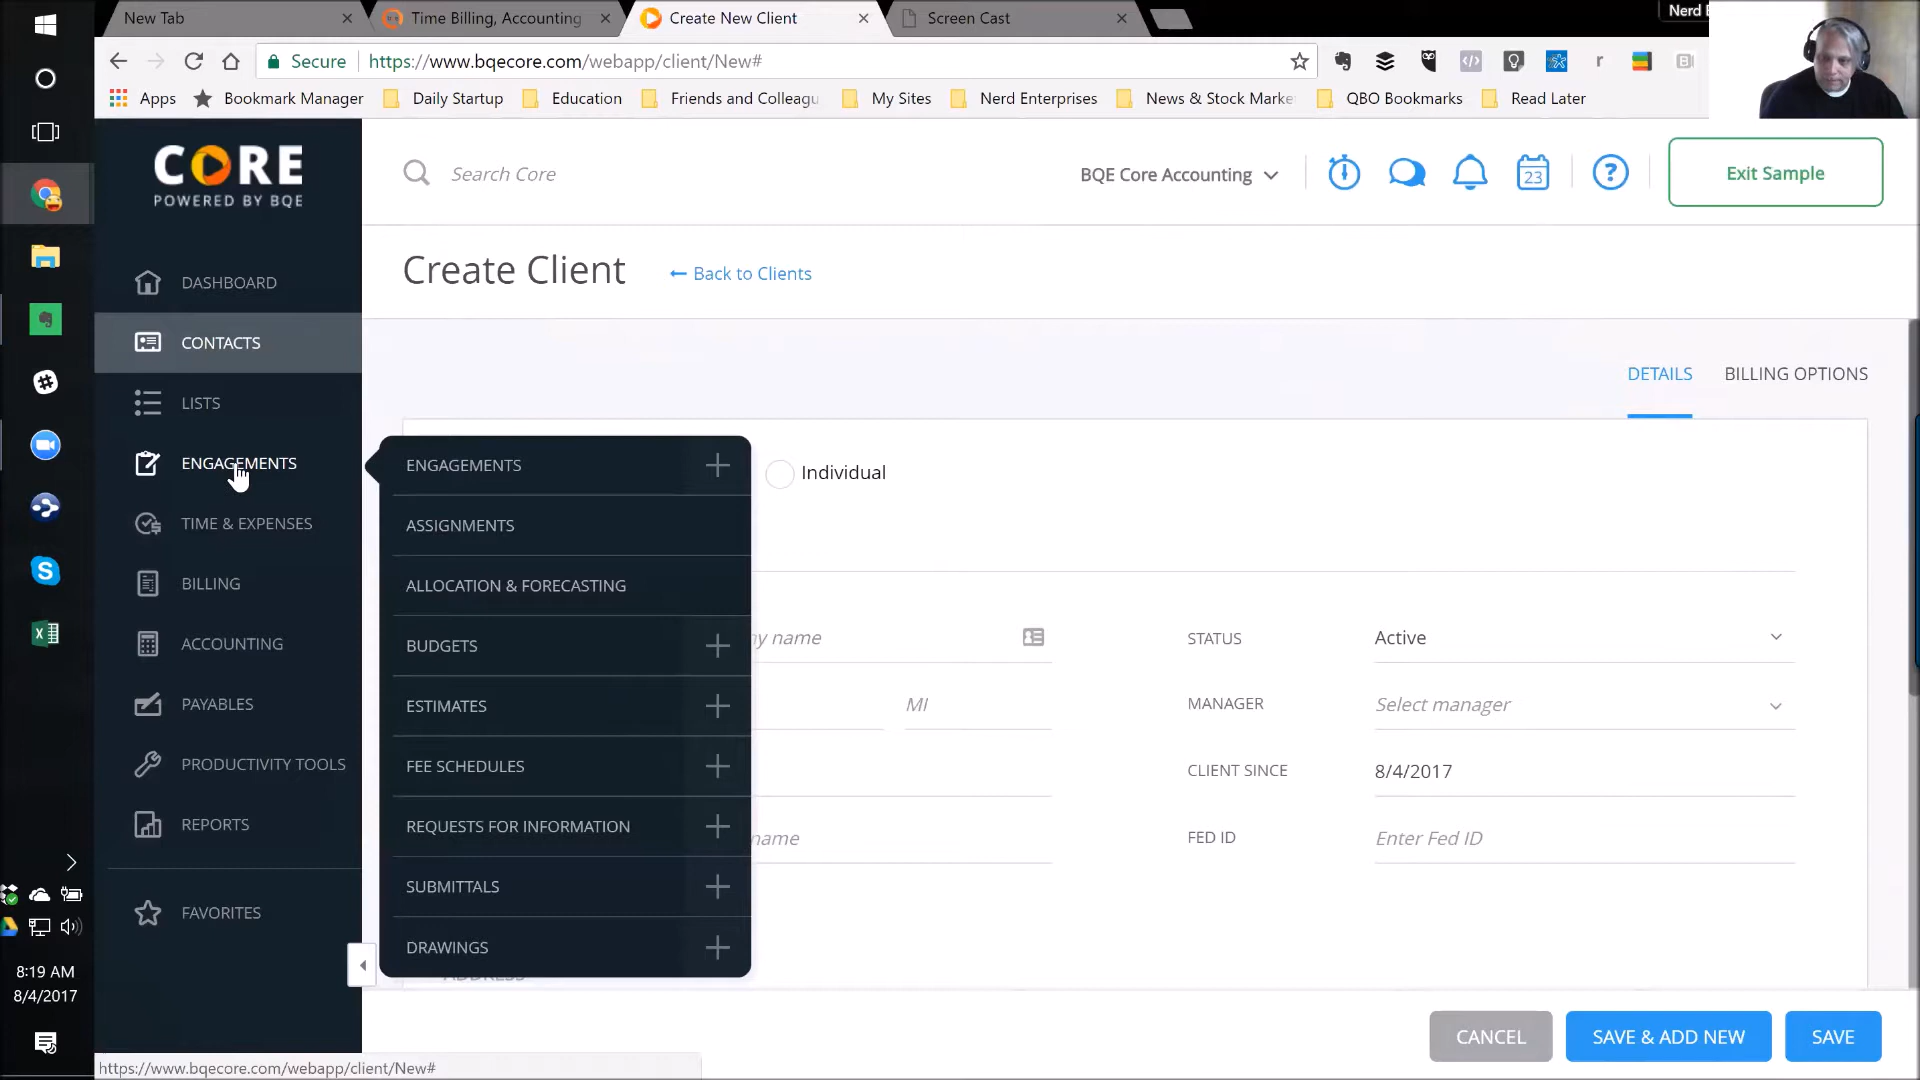 New Tab
Time Billing, Accounting
Create New Client
Screen Cast
Nerd
Secure
https://www.bqecore.com/webapp/client/New#
Apps
Bookmark Manager
Daily Startup
Education
Friends and Colleagu
My Sites
Nerd Enterprises
News & Stock Marke
QBO Bookmarks
Read Later
CORE
POWERED BY BQE
Search Core
BQE Core Accounting
23
Exit Sample
Create Client
Back to Clients
DASHBOARD
CONTACTS
LISTS
ENGAGEMENTS
TIME & EXPENSES
BILLING
ACCOUNTING
PAYABLES
PRODUCTIVITY TOOLS
REPORTS
FAVORITES
ENGAGEMENTS
ASSIGNMENTS
ALLOCATION & FORECASTING
BUDGETS
ESTIMATES
FEE SCHEDULES
REQUESTS FOR INFORMATION
SUBMITTALS
DRAWINGS
DETAILS
BILLING OPTIONS
Individual
ny name
MI
name
STATUS
Active
MANAGER
Select manager
CLIENT SINCE
8/4/2017
FED ID
Enter Fed ID
ADDRESS
CANCEL
SAVE & ADD NEW
SAVE
8:19 AM
8/4/2017
https://www.bqecore.com/webapp/client/New#